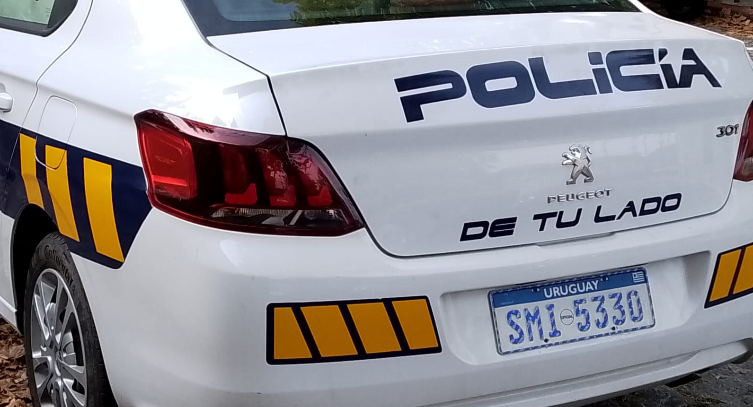 POLICÍA
301
PEUGEOT
DE TU LADO
URUGUAY
SMI 5330